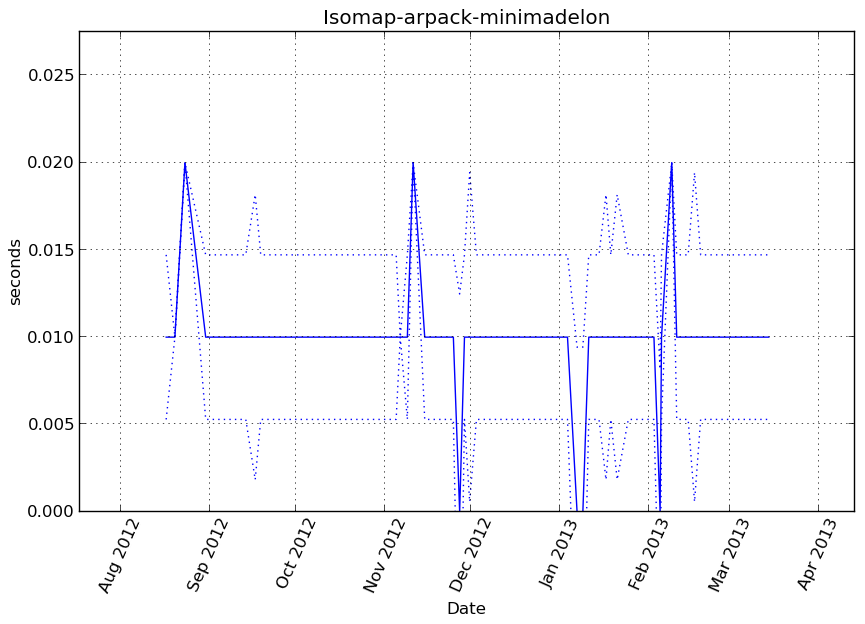 Isomap-arpack-minimadelon
seconds
0.025
0.020
0.015
0.010
0.005
0.000
Aug 2012
Sep 2012
Oct 2012
Nov 2012
Dec 2012
Jan 2013
Feb 2013
Mar 2013
Apr 2013
Date